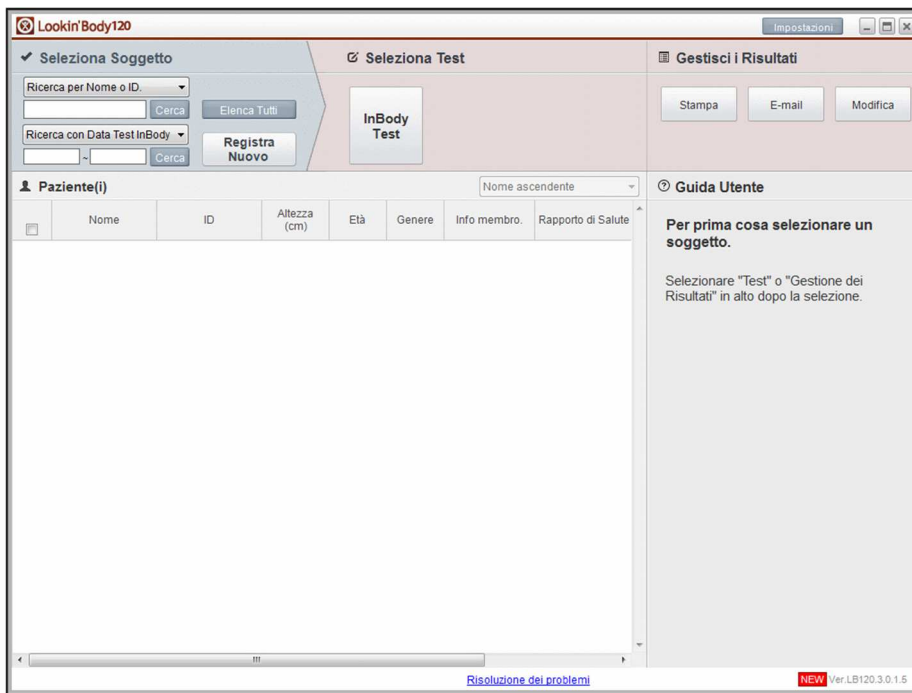 Lookin'Body120
Impostazioni
Seleziona Soggetto
Seleziona Test
Gestisci i Risultati
Ricerca per Nome o ID.
Cerca
Elenca Tutti
Ricerca con Data Test InBody
~
Cerca
Registra
Nuovo
InBody
Test
Stampa
E-mail
Modifica
Paziente(i)
Nome ascendente
Guida Utente
Nome
ID
Altezza
(cm)
Età
Genere
Info membro.
Rapporto di Salute
Per prima cosa selezionare un
soggetto.
Selezionare "Test" o "Gestione dei
Risultati" in alto dopo la selezione.
Risoluzione dei problemi
NEW Ver.LB120.3.0.1.5